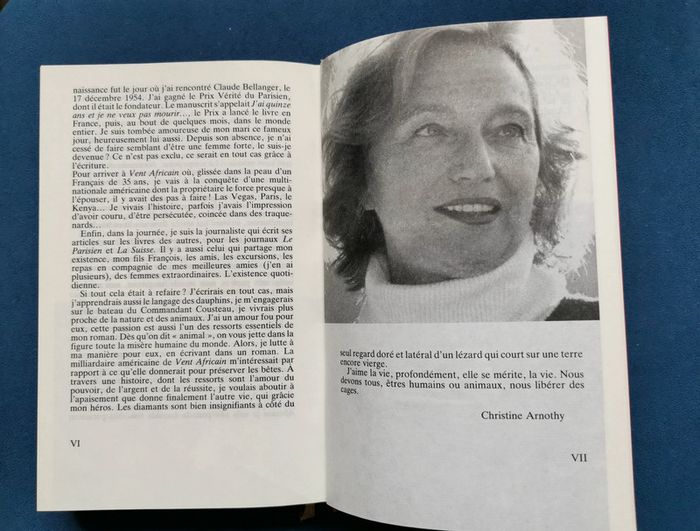 naissance fut le jour où j'ai rencontré Claude Bellanger, le
17 décembre 1954. J'ai gagné le Prix Vérité du Parisien,
dont il était le fondateur. Le manuscrit s'appelait J'ai quinze
ans et je ne veux pas mourir..., le Prix a lancé le livre en
France, puis, au bout de quelques mois, dans le monde
entier. Je suis tombée amoureuse de mon mari ce fameux
jour, heureusement lui aussi. Depuis son absence, je n'ai
cessé de faire semblant d'être une femme forte, le suis-je
devenue ? Ce n'est pas exclu, ce serait en tout cas grâce à
l'écriture.
Pour arriver à Vent Africain où, glissée dans la peau d'un
Français de 35 ans, je vais à la conquête d'une multi-
nationale américaine dont la propriétaire le force presque à
l'épouser, il y avait des pas à faire ! Las Vegas, Paris, le
Kenya... Je vivais l'histoire, parfois j'avais l'impression
d'avoir couru, d'être persécutée, coincée dans des traque-
nards...
Enfin, dans la journée, je suis la journaliste qui écrit ses
articles sur les livres des autres, pour les journaux Le
Parisien et La Suisse. Il y a aussi celui qui partage mon
existence, mon fils François, les amis, les excursions, les
repas en compagnie de mes meilleures amies (j'en ai
plusieurs), des femmes extraordinaires. L'existence quoti-
dienne.
Si tout cela était à refaire ? J'écrirais en tout cas, mais
j'apprendrais aussi le langage des dauphins, je m'engagerais
sur le bateau du Commandant Cousteau, je vivrais plus
proche de la nature et des animaux. J'ai un amour fou pour
eux, cette passion est aussi l'un des ressorts essentiels de
mon roman. Dès qu'on dit « animal », on vous jette dans la
figure toute la misère humaine du monde. Alors, je lutte à
ma manière pour eux, en écrivant dans un roman. La
milliardaire américaine de Vent Africain m'intéressait par
rapport à ce qu'elle donnerait pour préserver les bêtes. A
travers une histoire, dont les ressorts sont l'amour du
pouvoir, de l'argent et de la réussite, je voulais aboutir à
l'apaisement que donne finalement l'autre vie, qui grâcie
mon héros. Les diamants sont bien insignifiants à côté du
VI
seul regard doré et latéral d'un lézard qui court sur une terre
encore vierge.
J'aime la vie, profondément, elle se mérite, la vie. Nous
devons tous, êtres humains ou animaux, nous libérer des
cages.
Christine Arnothy
VII